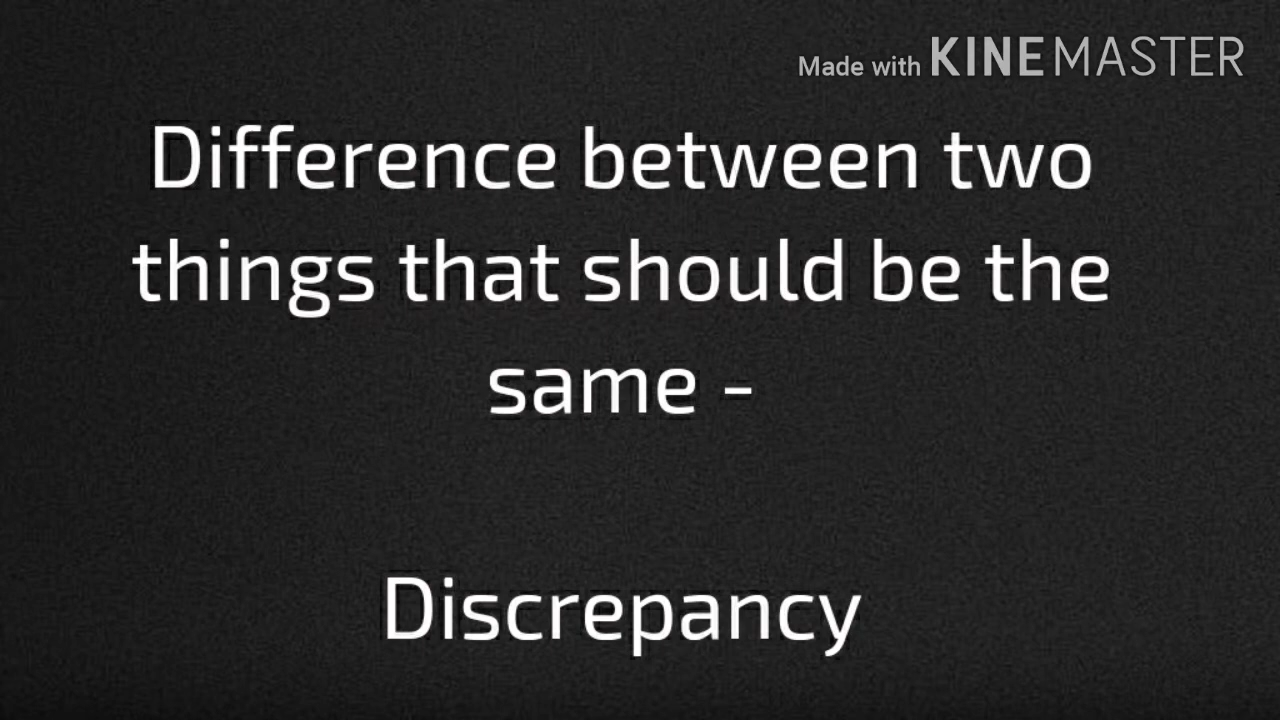 Made with KINEMASTER
Difference between two
things that should be the
same -
Discrepancy